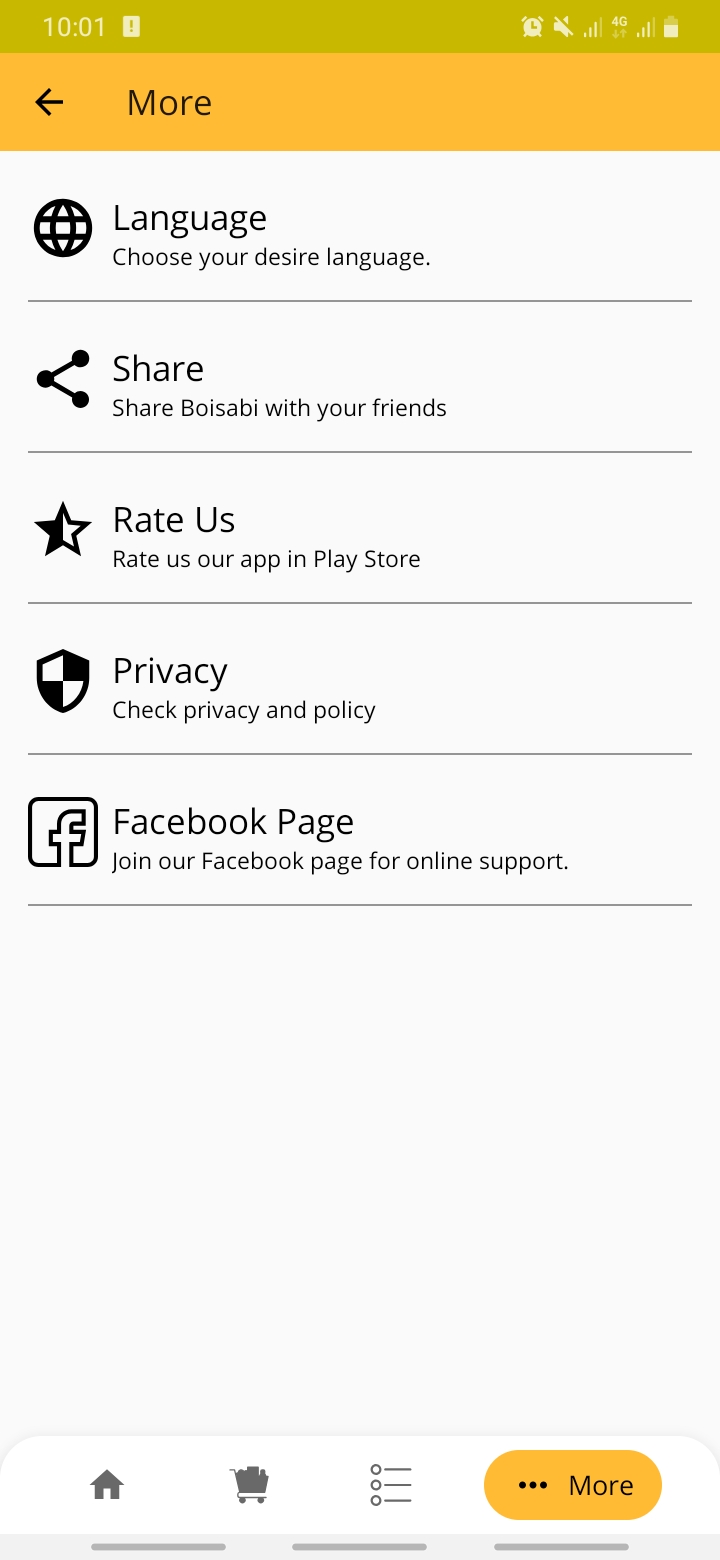 10:01
4G
More
Language
Choose your desire language.
Share
Share Boisabi with your friends
Rate Us
Rate us our app in Play Store
Privacy
Check privacy and policy
Facebook Page
Join our Facebook page for online support.
More